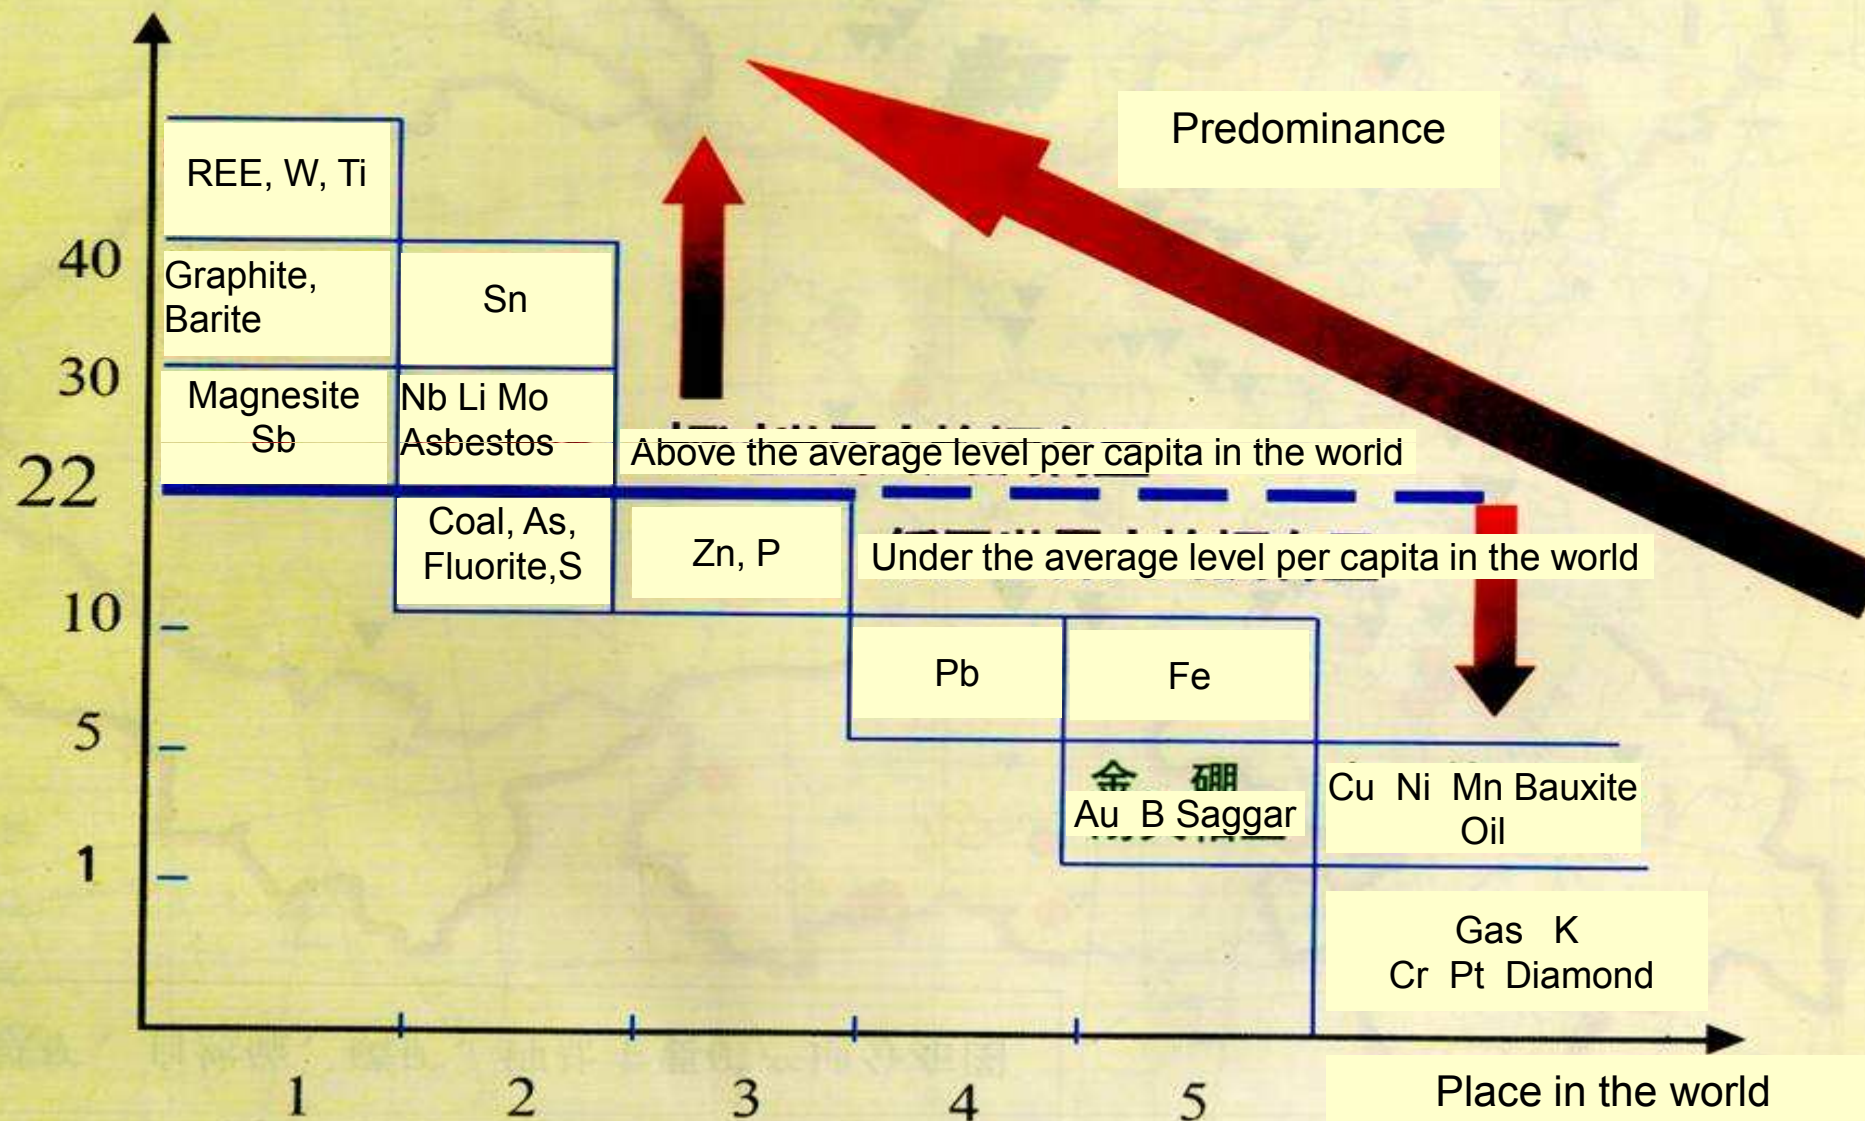 Predominance
REE, W, Ti
40
Graphite,
Barite
Sn
30
Magnesite
Sb
Nb Li Mo
Asbestos
Above the average level per capita in the world
22
Coal, As,
Fluorite,S
Zn, P
Under the average level per capita in the world
10
Pb
Fe
5
金 硼
Au B Saggar
Cu Ni Mn Bauxite
Oil
1
Gas K
Cr Pt Diamond
1 2 3 4 5
Place in the world